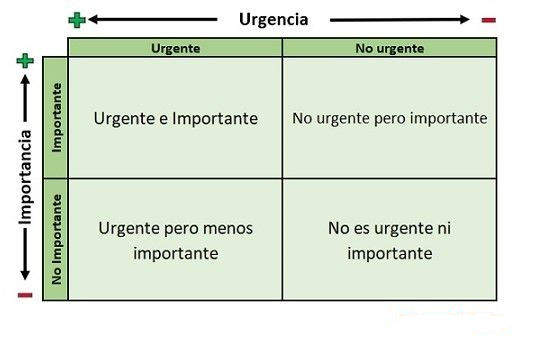 Urgencia
Urgente
No urgente
Importancia
Importante
Urgente e Importante
No urgente pero importante
No Importante
Urgente pero menos
importante
No es urgente ni
importante